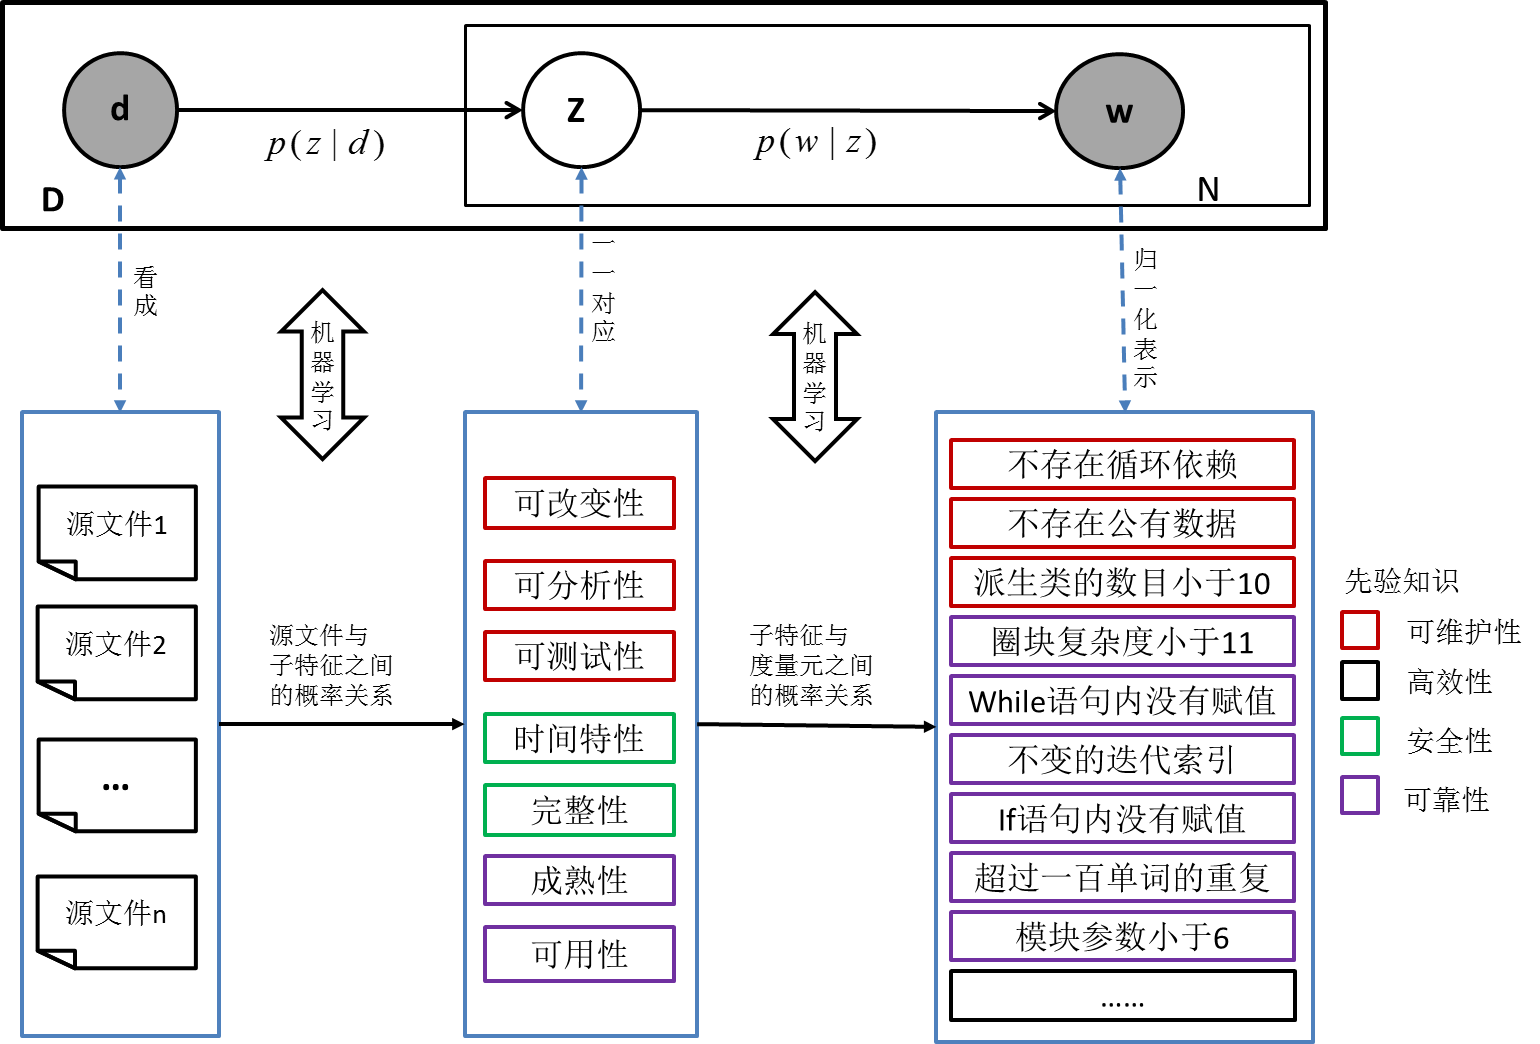 d
Z
w
p(z|d)
p(w|z)
D
N
看成
一一对应
归一化表示
机器学习
机器学习
源文件1
源文件2
...
源文件n
源文件与
子特征之间
的概率关系
可改变性
可分析性
可测试性
时间特性
完整性
成熟性
可用性
子特征与
度量元之间
的概率关系
不存在循环依赖
不存在公有数据
派生类的数目小于10
圈块复杂度小于11
While语句内没有赋值
不变的迭代索引
If语句内没有赋值
超过一百单词的重复
模块参数小于6
......
先验知识
可维护性
高效性
安全性
可靠性